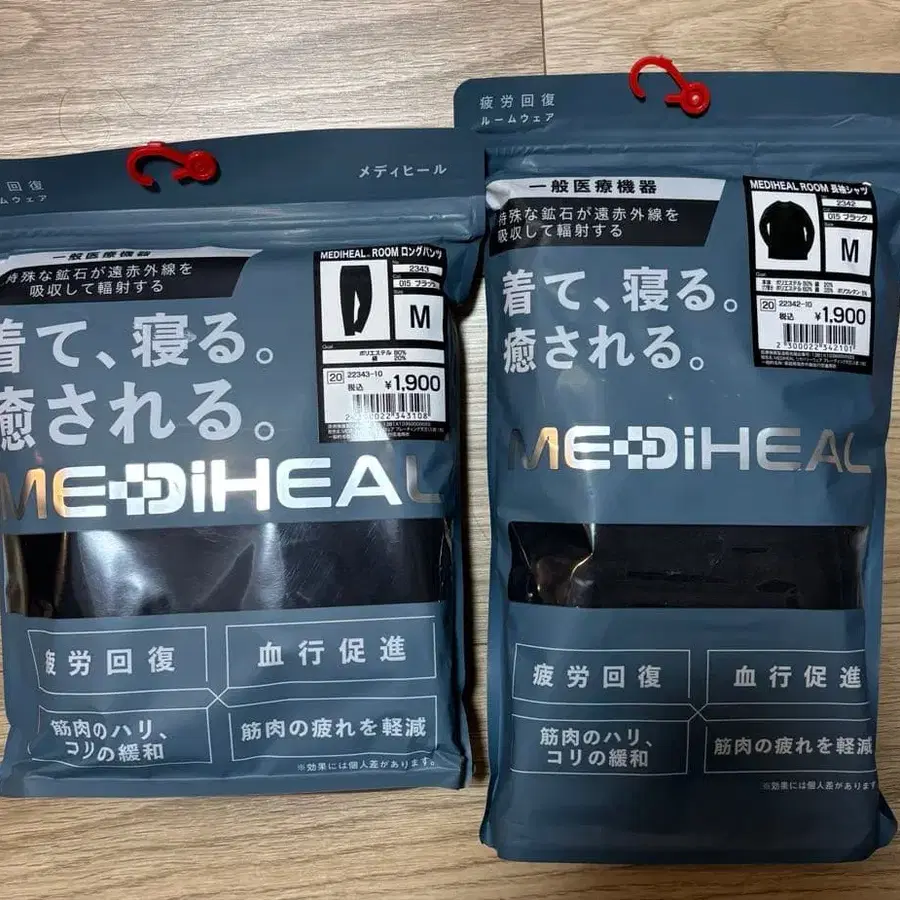 回復
ームウェア
メディヒール
一般医療機器
特殊な鉱石が遠赤外線を
吸収して輻射する
着て、寝る。
癒される。
MEDiHEAL
MEDIHEAL ROOM ロングパンツ
2343
015 ブラック
Size
M
ポリエステル 80%
綿 20%
20 22343-10
税込 ¥1,900
疲労回復
血行促進
筋肉のハリ、
コリの緩和
筋肉の疲れを軽減
※効果には個人差があります。
疲労回復
ルームウェア
一般医療機器
特殊な鉱石が遠赤外線を
吸収して輻射する
着て、寝る。
癒される。
MEDiHEAL
MEDIHEAL ROOM 長袖シャツ
2342
015 ブラック
Size
M
20 22342-10
税込 ¥1,900
2 300022 342101
疲労回復
血行促進
筋肉のハリ、
コリの緩和
筋肉の疲れを軽減
※効果には個人差があります